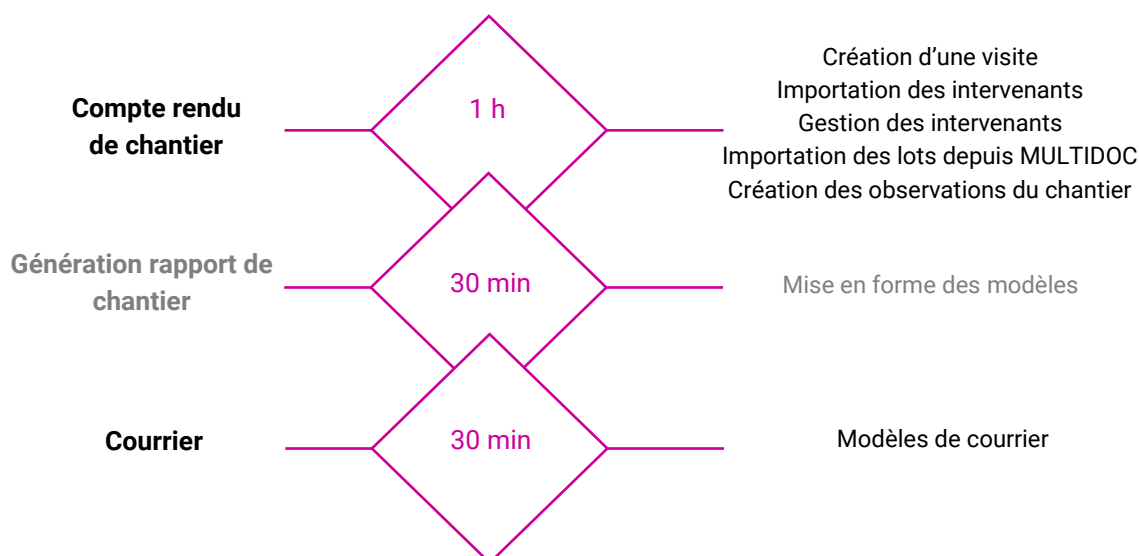 Compte rendu
de chantier
1 h
Création d’une visite
Importation des intervenants
Gestion des intervenants
Importation des lots depuis MULTIDOC
Création des observations du chantier
Génération rapport de
chantier
30 min
Mise en forme des modèles
Courrier
30 min
Modèles de courrier